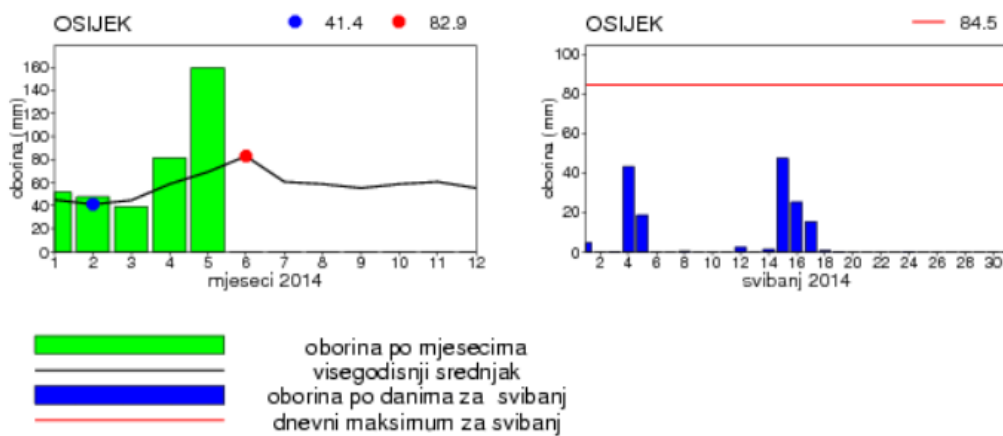 OSIJEK 41.4 82.9
oborina (mm)
160
140
120
100
80
60
40
20
0
1 2 3 4 5 6 7 8 9 10 11 12
mjeseci 2014
OSIJEK 84.5
oborina (mm)
100
80
60
40
20
0
2 4 6 8 10 12 14 16 18 20 22 24 26 28 30
svibanj 2014
oborina po mjesecima
visegodisnji srednjak
oborina po danima za svibanj
dnevni maksimum za svibanj